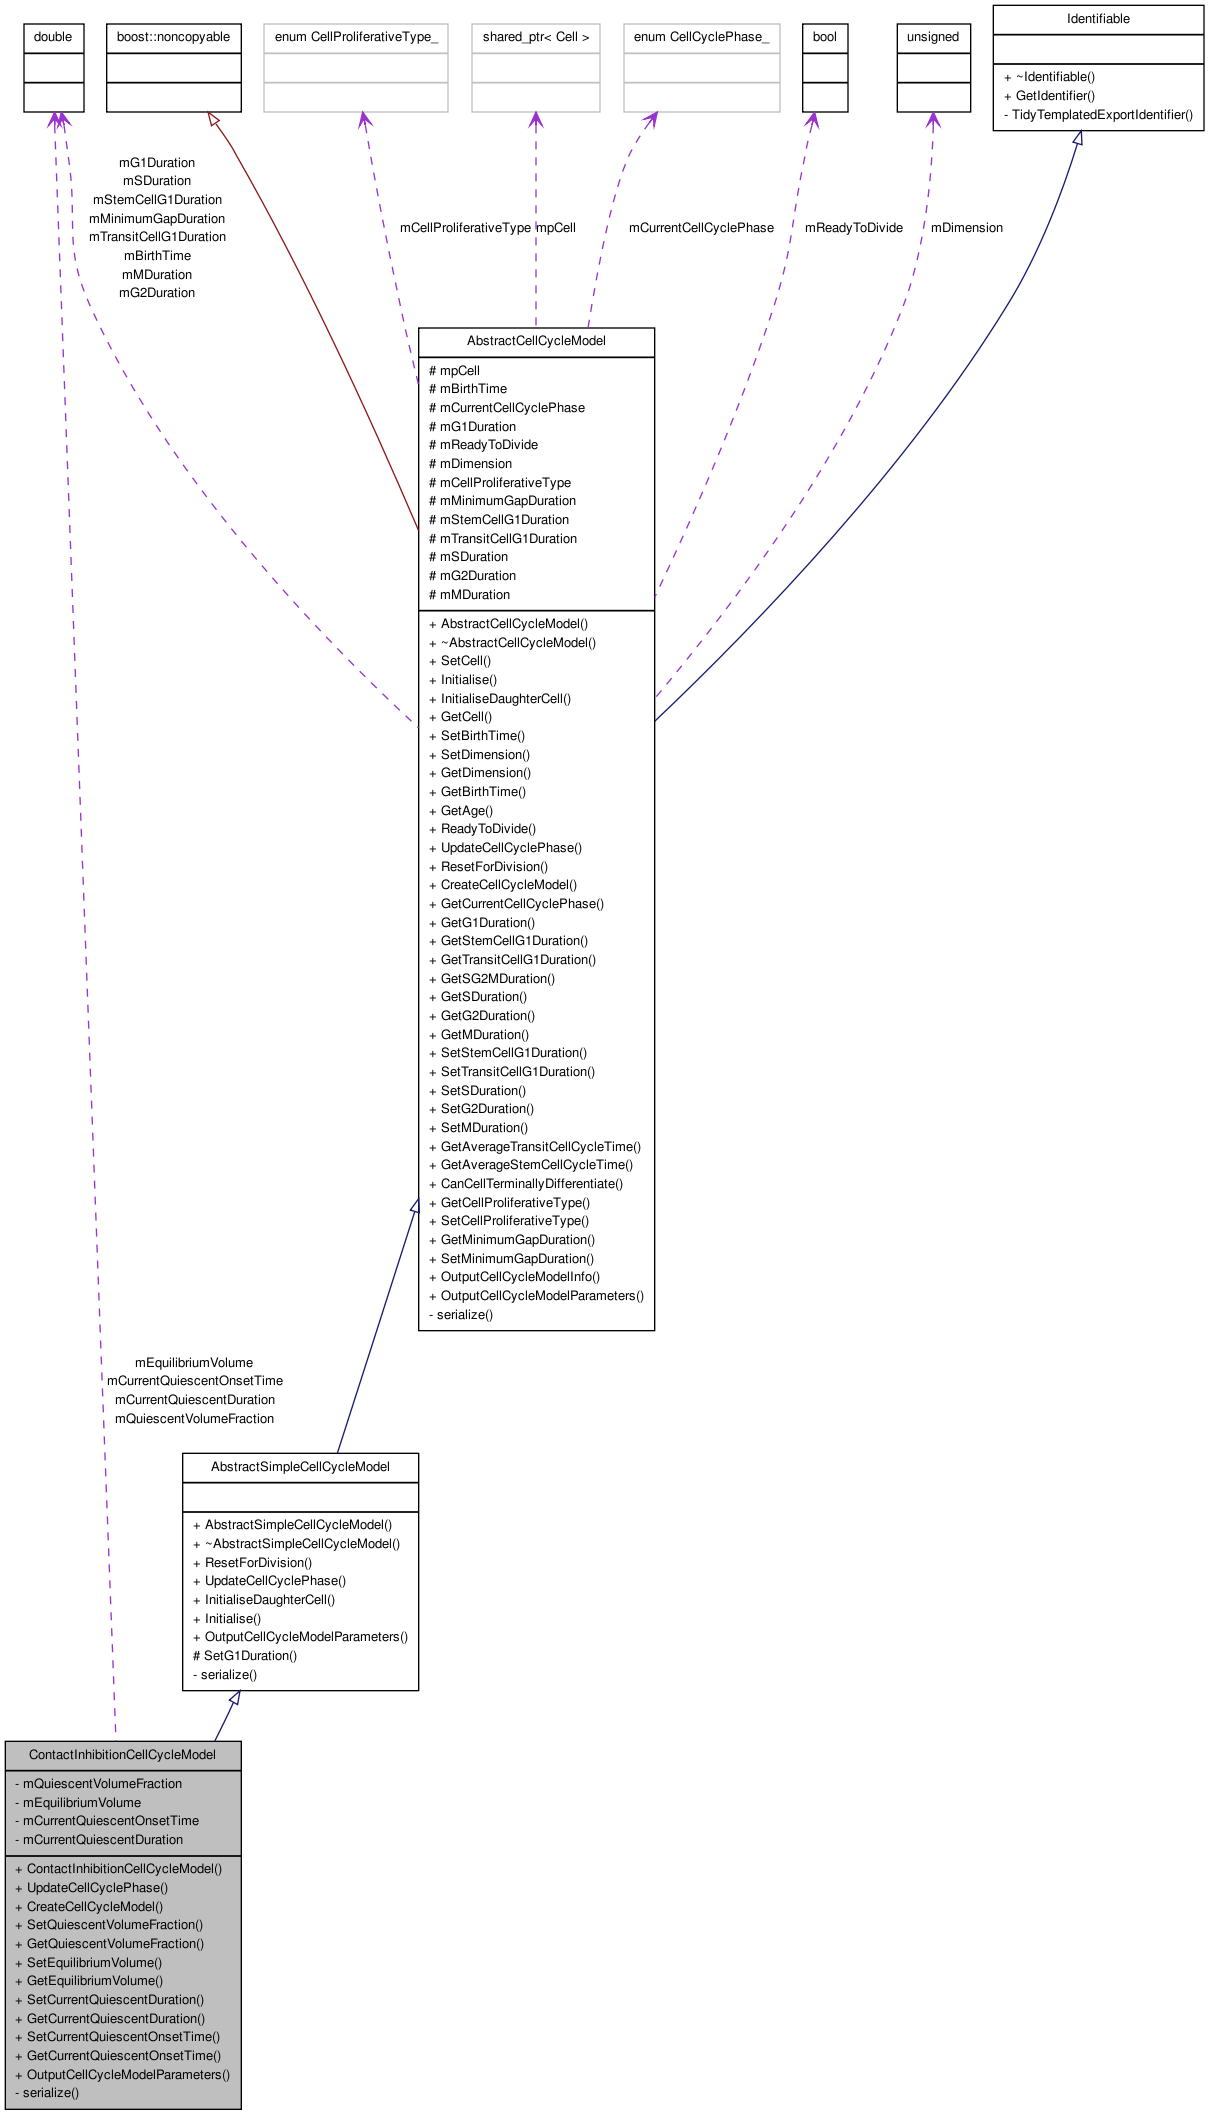 double
boost::noncopyable
enum CellProliferativeType_
shared_ptr< Cell >
enum CellCyclePhase_
bool
unsigned
Identifiable
+ ~Identifiable()
+ GetIdentifier()
- TidyTemplatedExportIdentifier()
mG1Duration
mSDuration
mStemCellG1Duration
mMinimumGapDuration
mTransitCellG1Duration
mBirthTime
mMDuration
mG2Duration
mCellProliferativeType
mpCell
mCurrentCellCyclePhase
mReadyToDivide
mDimension
AbstractCellCycleModel
# mpCell
# mBirthTime
# mCurrentCellCyclePhase
# mG1Duration
# mReadyToDivide
# mDimension
# mCellProliferativeType
# mMinimumGapDuration
# mStemCellG1Duration
# mTransitCellG1Duration
# mSDuration
# mG2Duration
# mMDuration
+ AbstractCellCycleModel()
+ ~AbstractCellCycleModel()
+ SetCell()
+ Initialise()
+ InitialiseDaughterCell()
+ GetCell()
+ SetBirthTime()
+ SetDimension()
+ GetDimension()
+ GetBirthTime()
+ GetAge()
+ ReadyToDivide()
+ UpdateCellCyclePhase()
+ ResetForDivision()
+ CreateCellCycleModel()
+ GetCurrentCellCyclePhase()
+ GetG1Duration()
+ GetStemCellG1Duration()
+ GetTransitCellG1Duration()
+ GetSG2MDuration()
+ GetSDuration()
+ GetG2Duration()
+ GetMDuration()
+ SetStemCellG1Duration()
+ SetTransitCellG1Duration()
+ SetSDuration()
+ SetG2Duration()
+ SetMDuration()
+ GetAverageTransitCellCycleTime()
+ GetAverageStemCellCycleTime()
+ CanCellTerminallyDifferentiate()
+ GetCellProliferativeType()
+ SetCellProliferativeType()
+ GetMinimumGapDuration()
+ SetMinimumGapDuration()
+ OutputCellCycleModelInfo()
+ OutputCellCycleModelParameters()
- serialize()
mEquilibriumVolume
mCurrentQuiescentOnsetTime
mCurrentQuiescentDuration
mQuiescentVolumeFraction
AbstractSimpleCellCycleModel
+ AbstractSimpleCellCycleModel()
+ ~AbstractSimpleCellCycleModel()
+ ResetForDivision()
+ UpdateCellCyclePhase()
+ InitialiseDaughterCell()
+ Initialise()
+ OutputCellCycleModelParameters()
# SetG1Duration()
- serialize()
ContactInhibitionCellCycleModel
- mQuiescentVolumeFraction
- mEquilibriumVolume
- mCurrentQuiescentOnsetTime
- mCurrentQuiescentDuration
+ ContactInhibitionCellCycleModel()
+ UpdateCellCyclePhase()
+ CreateCellCycleModel()
+ SetQuiescentVolumeFraction()
+ GetQuiescentVolumeFraction()
+ SetEquilibriumVolume()
+ GetEquilibriumVolume()
+ SetCurrentQuiescentDuration()
+ GetCurrentQuiescentDuration()
+ SetCurrentQuiescentOnsetTime()
+ GetCurrentQuiescentOnsetTime()
+ OutputCellCycleModelParameters()
- serialize()